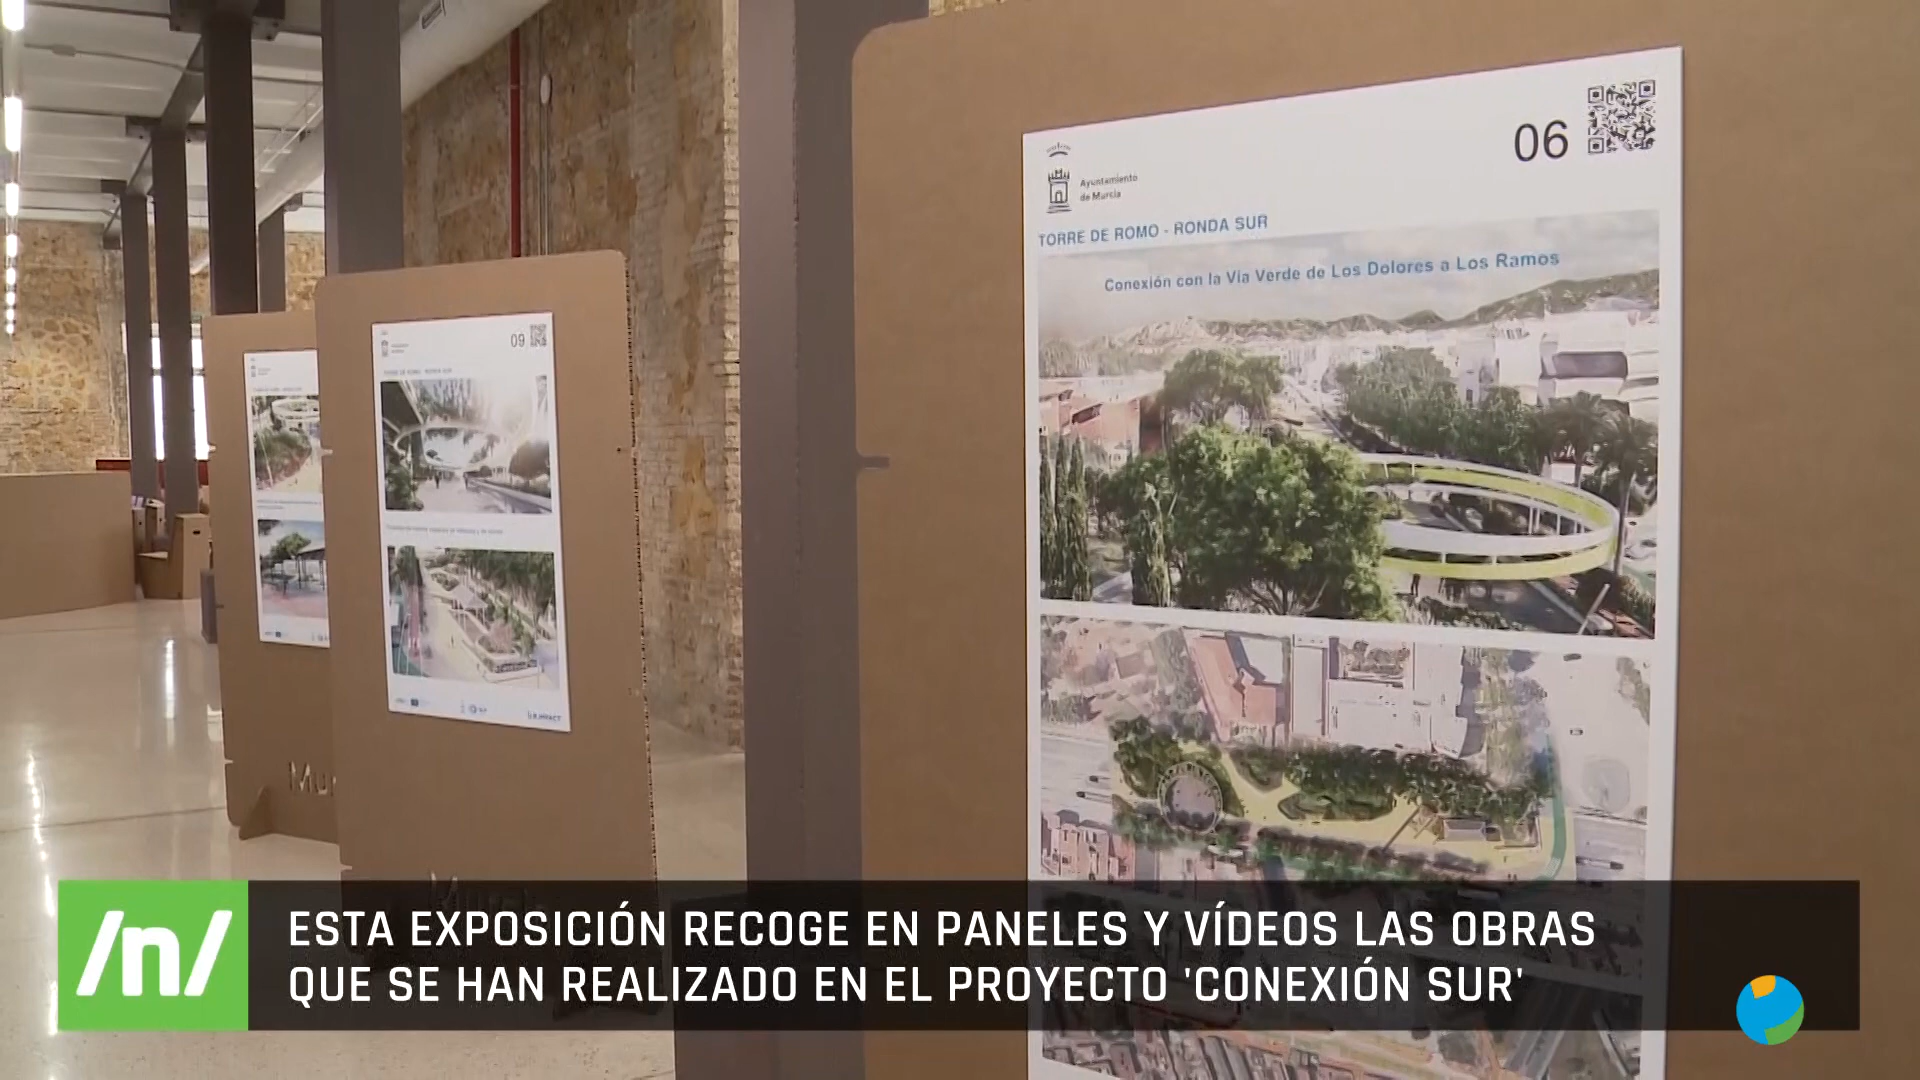 06
Ayuntamiento
de Murcia
TORRE DE ROMO - RONDA SUR
Conexión con la Vía Verde de Los Dolores a Los Ramos
09
TORRE DE ROMO - RONDA SUR
/n/
ESTA EXPOSICIÓN RECOGE EN PANELES Y VÍDEOS LAS OBRAS
QUE SE HAN REALIZADO EN EL PROYECTO 'CONEXIÓN SUR'